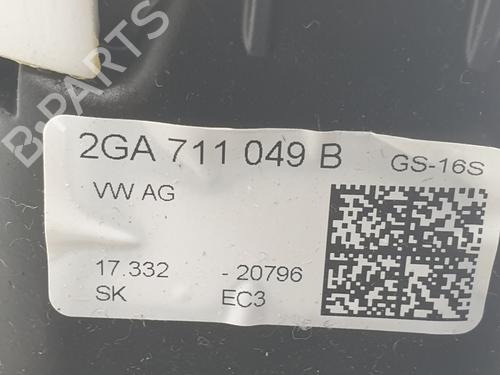 B-PARTS
2GA 711 049 B GS-16S
VW AG
17.332 - 20796
SK EC3